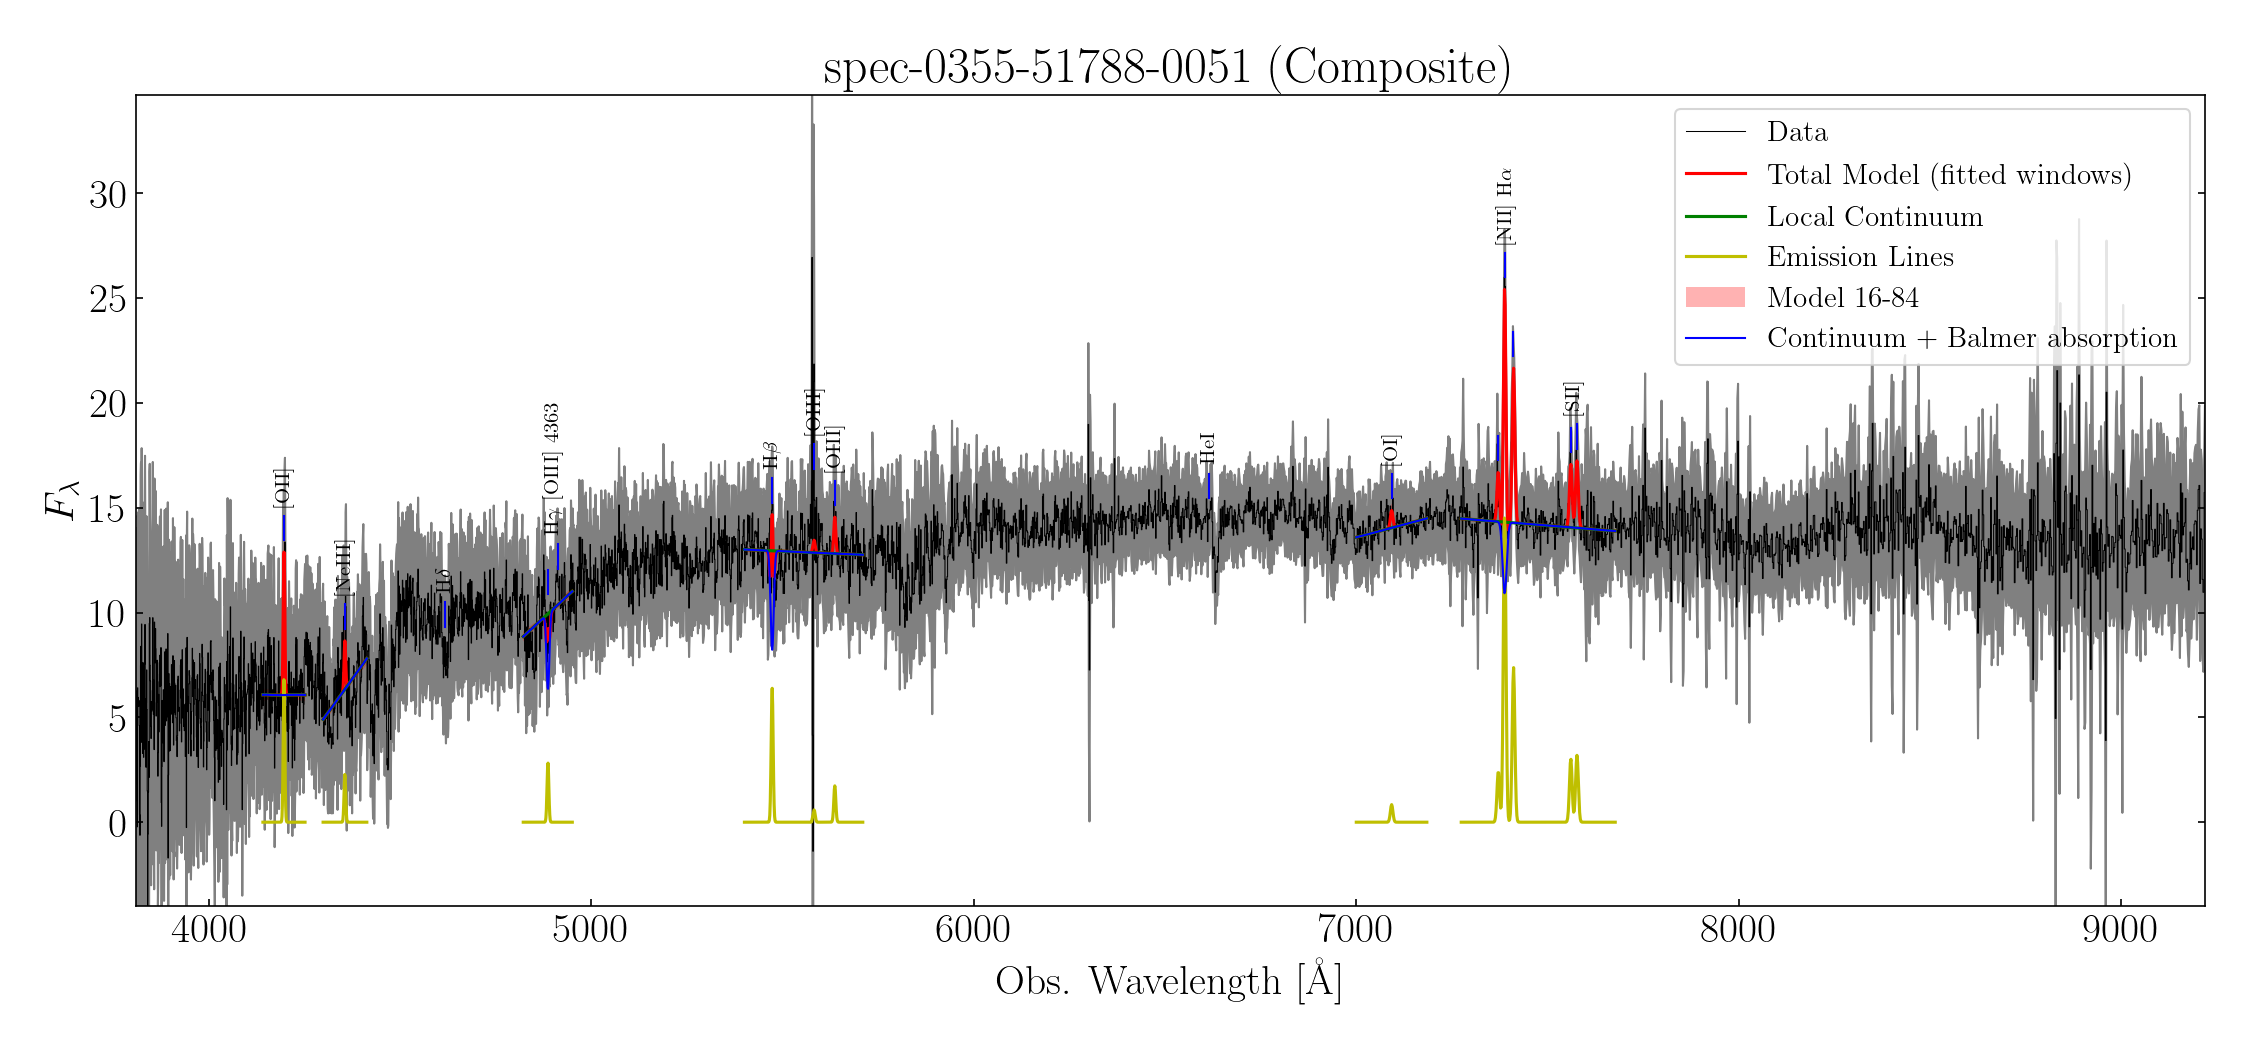 spec-0355-51788-0051 (Composite)
Data
Total Model (fitted windows)
Local Continuum
Emission Lines
Model 16-84
Continuum + Balmer absorption
[OII]
[NeIII]
Hδ
Hγ [OIII] 4363
Hβ
[OIII]
[OIII]
HeI
[OI]
[NII] Hα
[SII]
Fλ
30
25
20
15
10
5
0
4000 5000 6000 7000 8000 9000
Obs. Wavelength [Å]